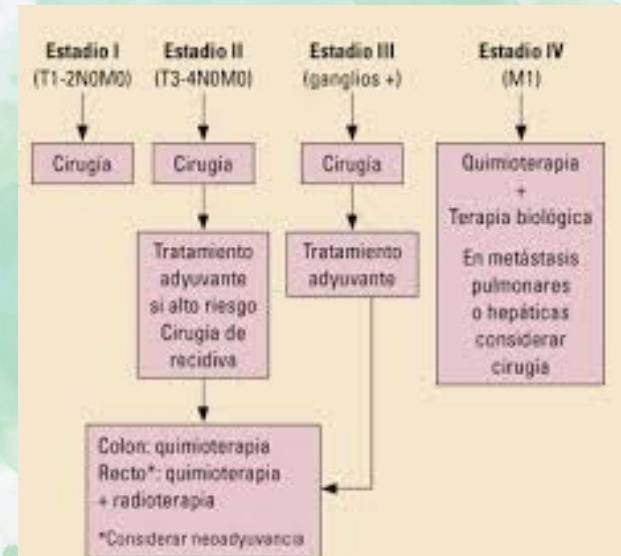 Estadio I
(T1-2N0M0)
Estadio II
(T3-4N0M0)
Estadio III
(ganglios +)
Estadio IV
(M1)
Cirugía
Cirugía
Cirugía
Quimioterapia
+
Terapia biológica
En metástasis
pulmonares
o hepáticas
considerar
cirugía
Tratamiento
adyuvante
si alto riesgo
Cirugía de
recidiva
Tratamiento
adyuvante
Colon: quimioterapia
Recto*: quimioterapia
+ radioterapia
*Considerar neoadyuvancia